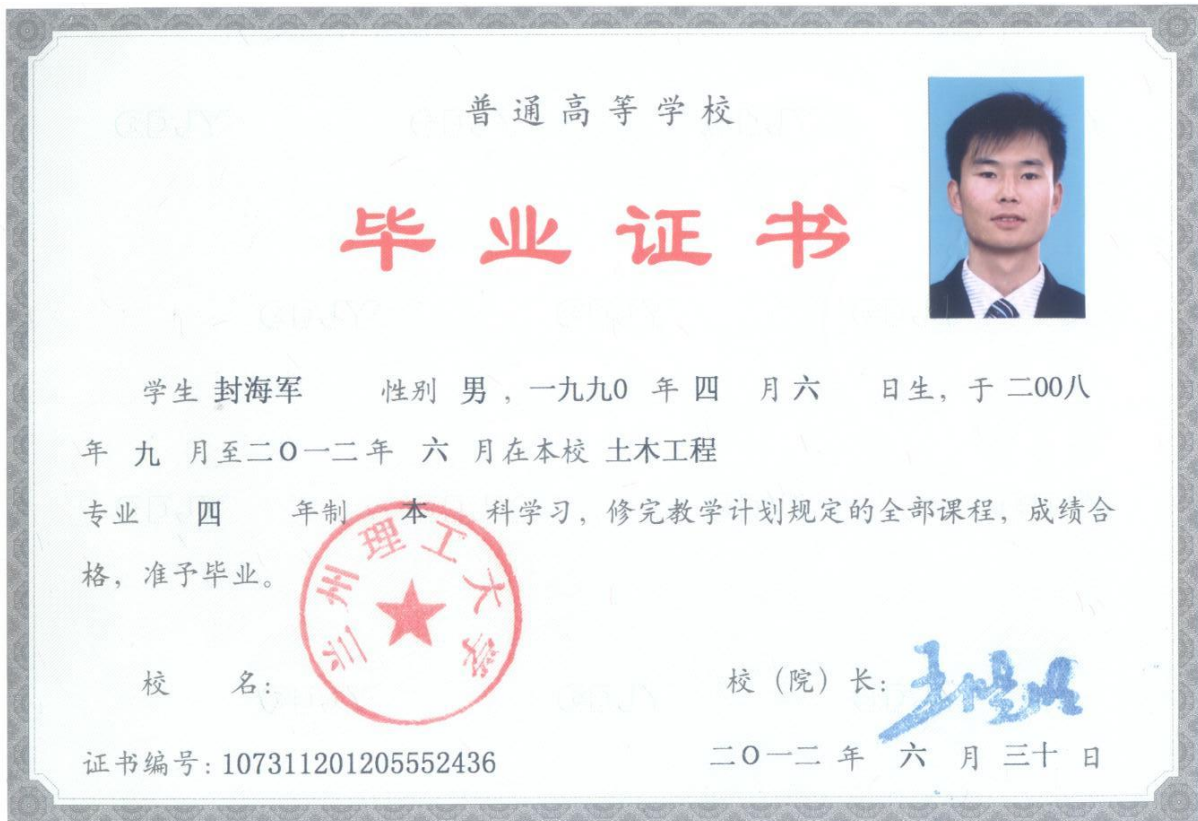 普通高等学校
毕业证书
学生 封海军 性别 男，一九九0 年 四 月 六 日生，于 二00八
年 九 月至二O一二年 六 月在本校 土木工程
专业 四 年制 本 科学习，修完教学计划规定的全部课程，成绩合
格，准予毕业。
兰州理工大学
校 名：
校（院）长：
证书编号：107311201205552436
二O一二 年 六 月 三十 日